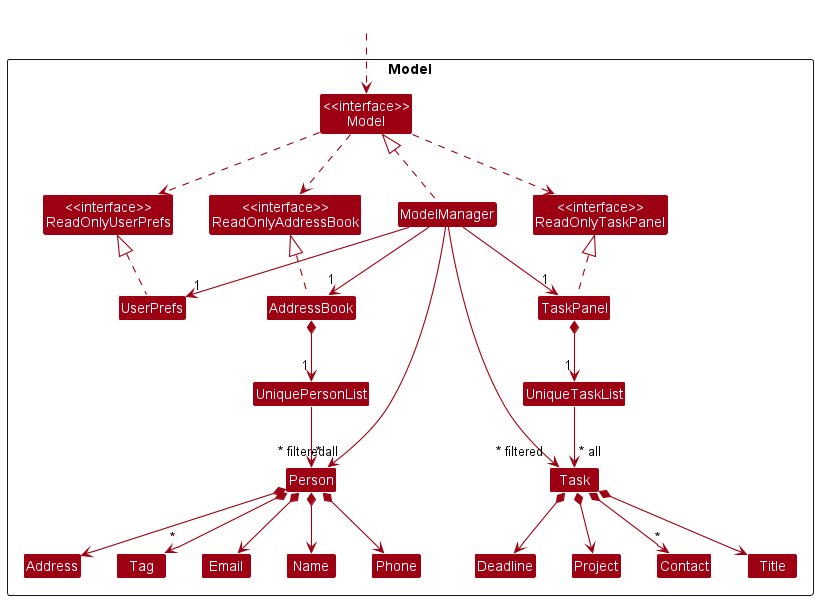 Model
<<interface>>
Model
<<interface>>
ReadOnlyUserPrefs
<<interface>>
ReadOnlyAddressBook
ModelManager
<<interface>>
ReadOnlyTaskPanel
1
1
1
UserPrefs
AddressBook
TaskPanel
1
1
UniquePersonList
UniqueTaskList
* filtered
* all
* filtered
* all
Person
Task
*
*
Address
Tag
Email
Name
Phone
Deadline
Project
Contact
Title